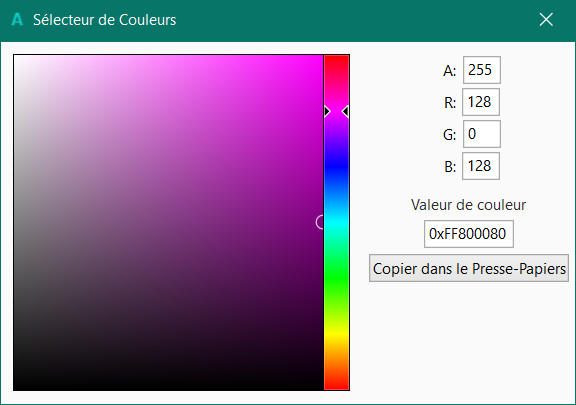 A Sélecteur de Couleurs
A: 255
R: 128
G: 0
B: 128
Valeur de couleur
0xFF800080
Copier dans le Presse-Papiers